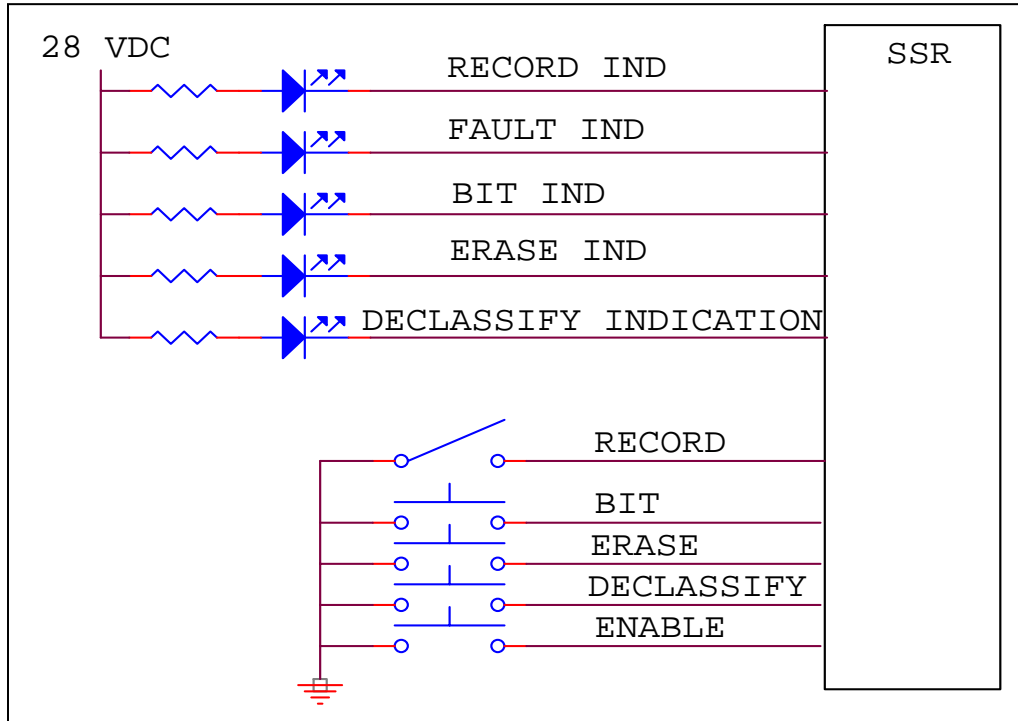 28 VDC
SSR
RECORD IND
FAULT IND
BIT IND
ERASE IND
DECLASSIFY INDICATION
RECORD
BIT
ERASE
DECLASSIFY
ENABLE